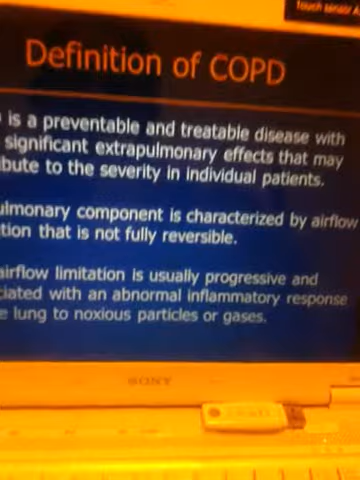 Touch sensor A
Definition of COPD
is a preventable and treatable disease with
significant extrapulmonary effects that may
bute to the severity in individual patients.
ulmonary component is characterized by airflow
tion that is not fully reversible.
airflow limitation is usually progressive and
ciated with an abnormal inflammatory response
e lung to noxious particles or gases.
SONY